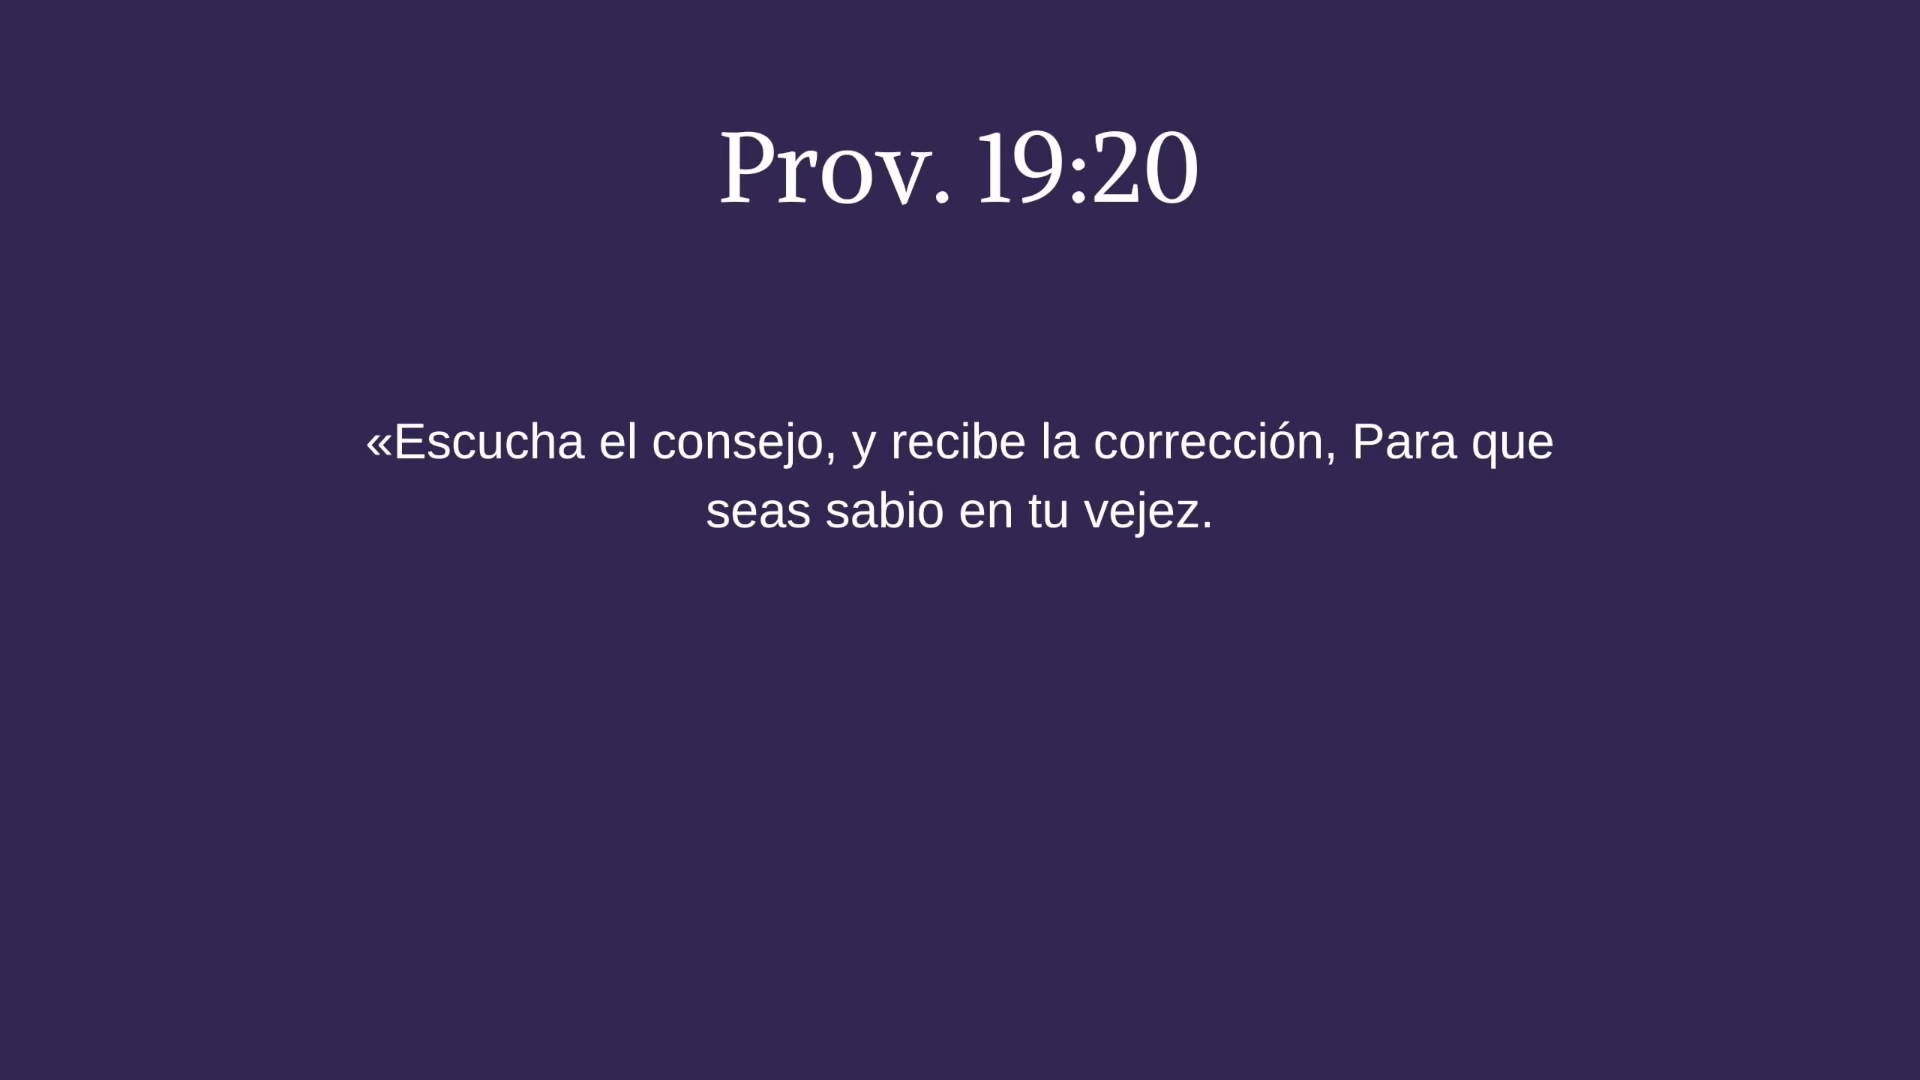 Prov. 19:20
«Escucha el consejo, y recibe la corrección, Para que
seas sabio en tu vejez.